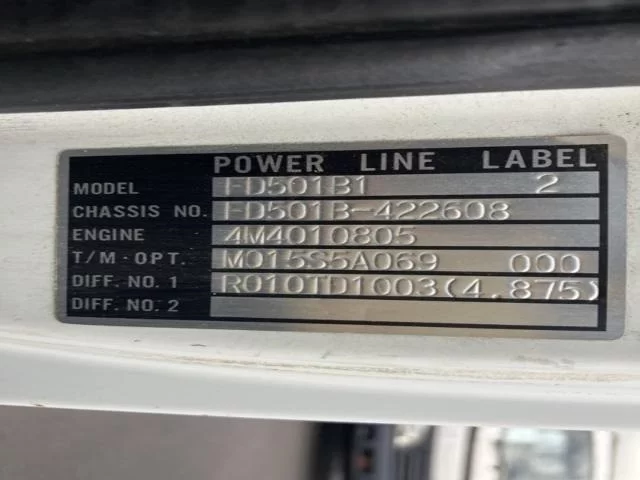 POWER LINE LABEL
MODEL FD501B1 2
CHASSIS NO. FD501B-422608
ENGINE 4M4010805
T/M·OPT. M015S5A069 000
DIFF. NO. 1 R010TD1003(4.875)
DIFF. NO. 2